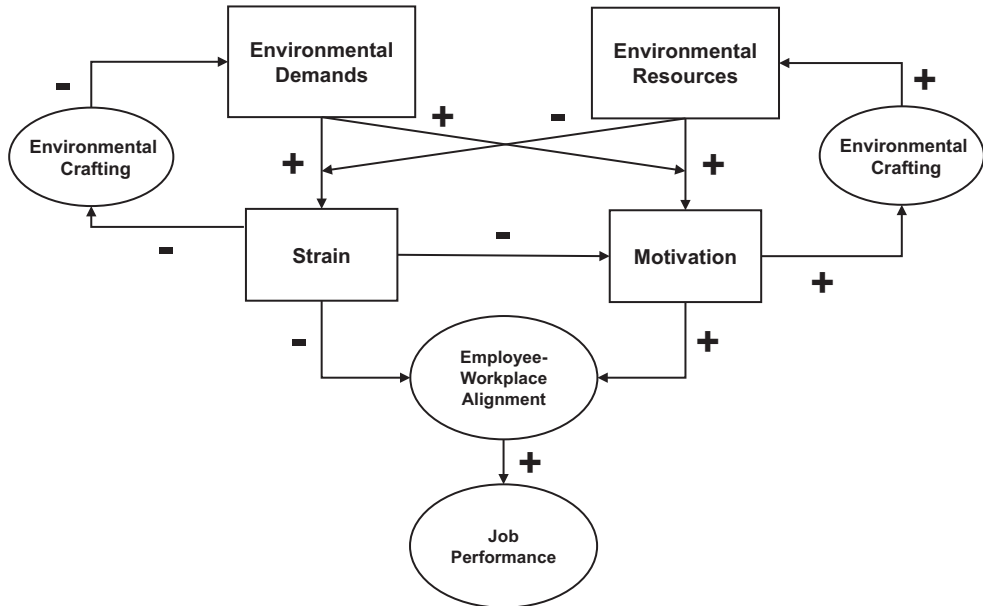 Environmental
Demands
Environmental
Resources
-
+
-
+
Environmental
Crafting
+
+
Environmental
Crafting
-
Strain
-
Motivation
+
-
+
Employee-
Workplace
Alignment
+
Job
Performance